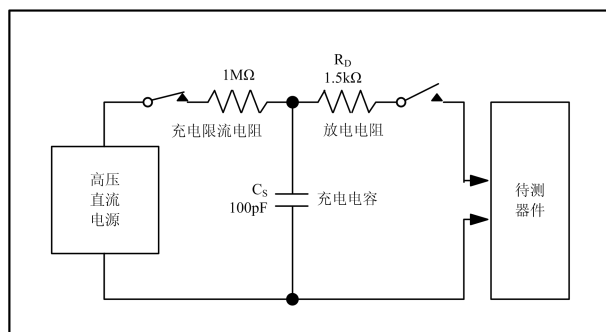 1MΩ
充电限流电阻
R_D
1.5kΩ
放电电阻
高压
直流
电源
C_S
100pF
充电电容
待测
器件